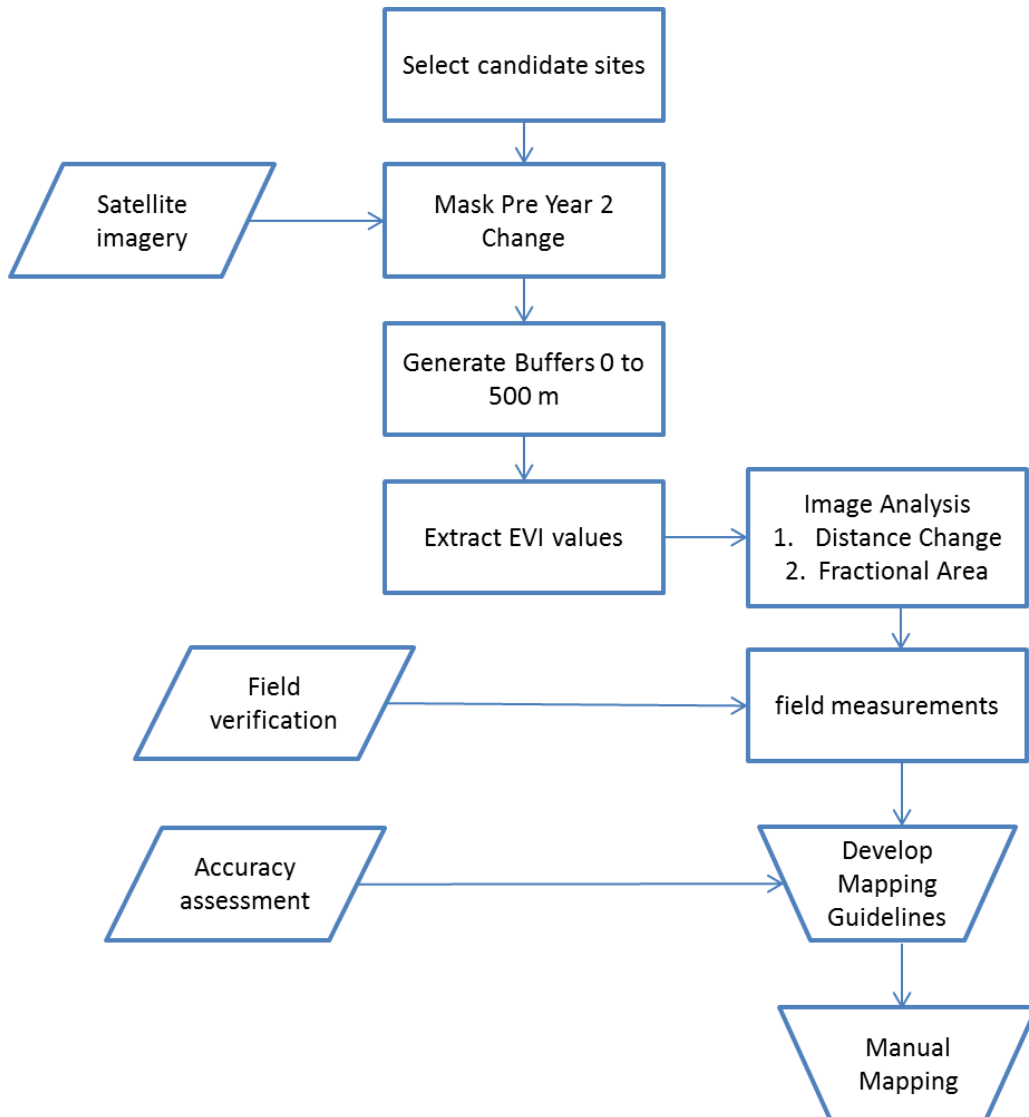 Select candidate sites
Satellite
imagery
Mask Pre Year 2
Change
Generate Buffers 0 to
500 m
Extract EVI values
Image Analysis
1. Distance Change
2. Fractional Area
Field
verification
field measurements
Accuracy
assessment
Develop
Mapping
Guidelines
Manual
Mapping